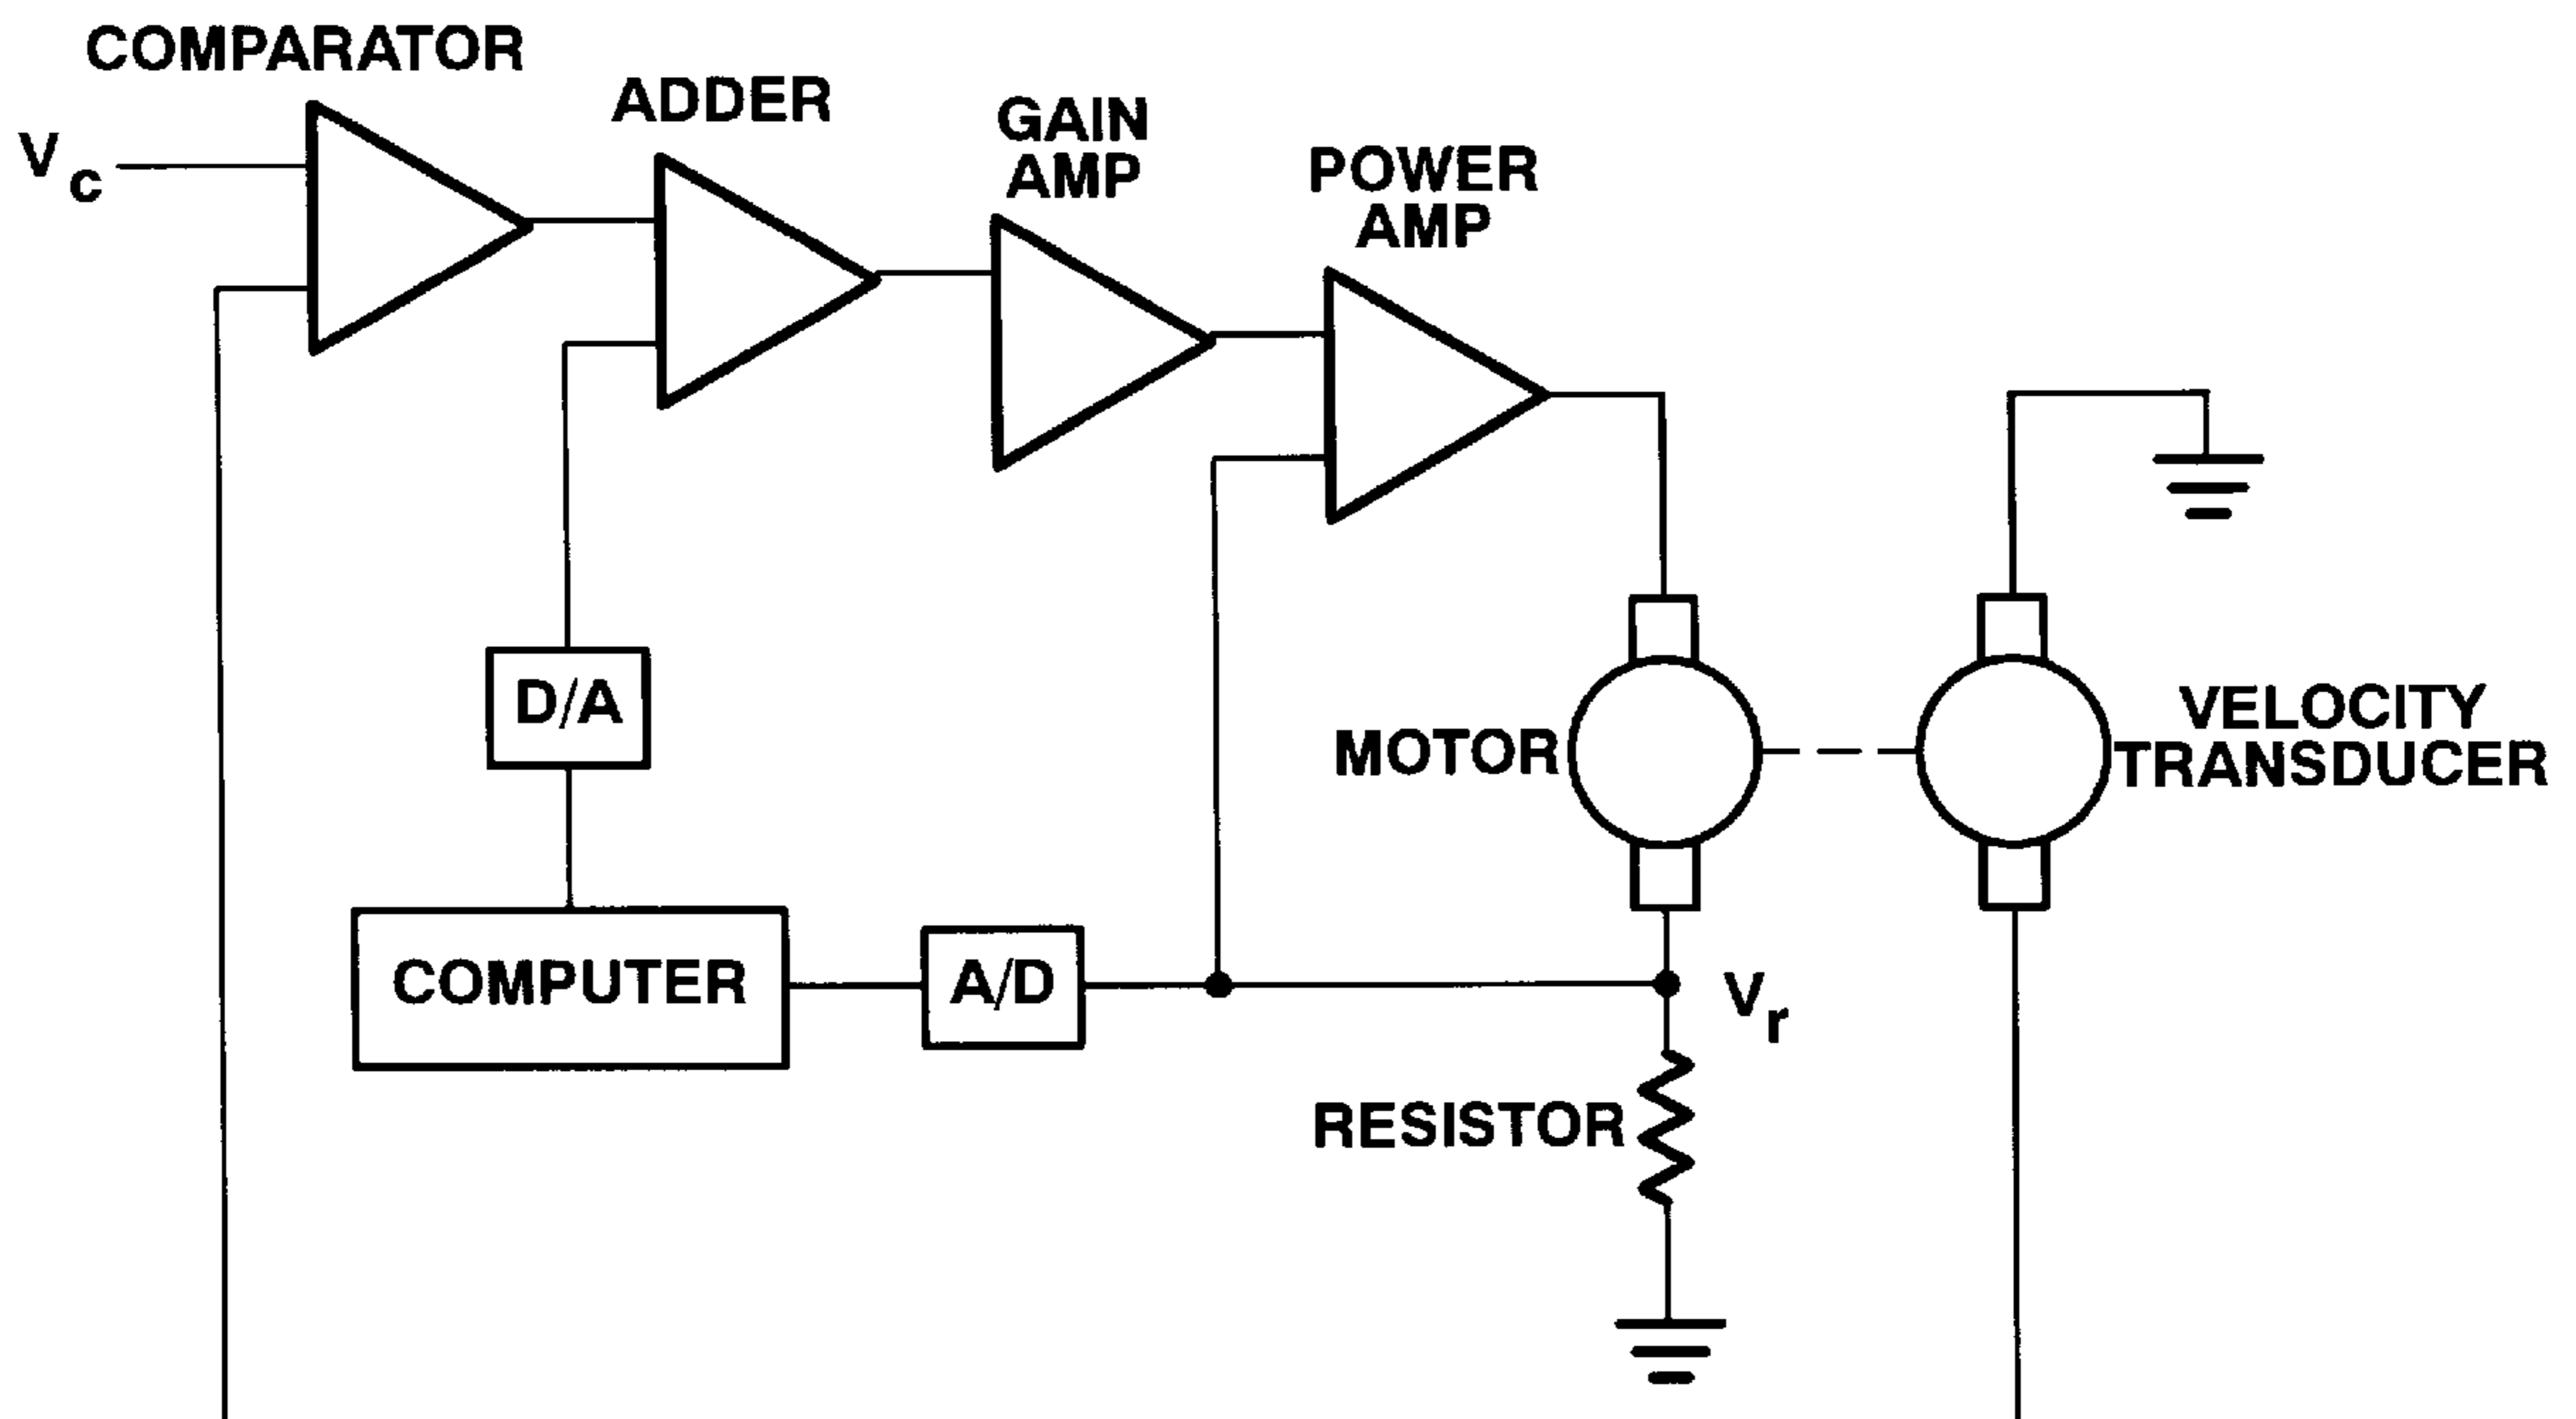 COMPARATOR
ADDER
GAIN
AMP
POWER
AMP
Vc
D/A
MOTOR
VELOCITY
TRANSDUCER
COMPUTER
A/D
Vr
RESISTOR